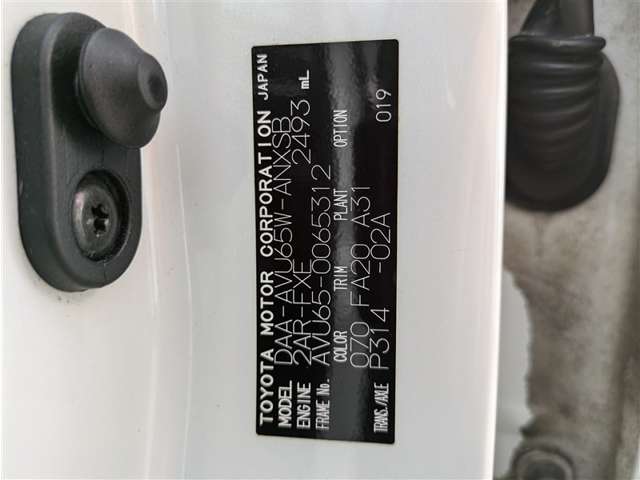 TOYOTA MOTOR CORPORATION JAPAN
MODEL DAA-AVU65W-ANXSB
ENGINE 2AR-FXE 2493 mL
FRAME No. AVU65-0065312
COLOR TRIM PLANT OPTION
070 FA20 A31 019
TRANS./AXLE P314 -02A